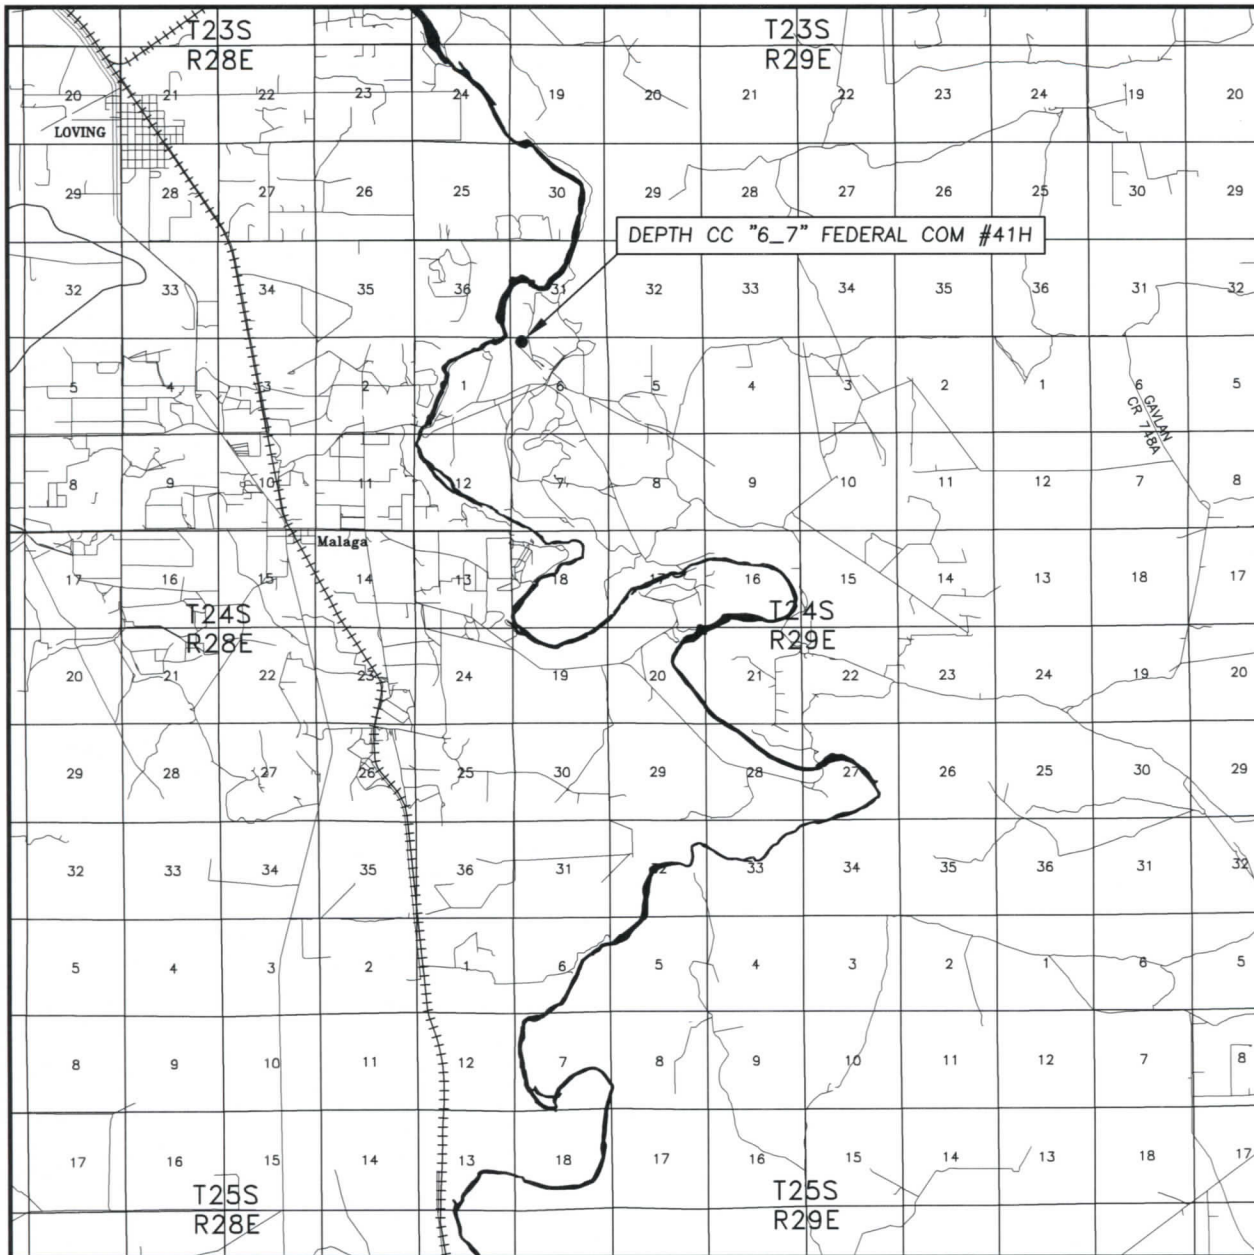 T23S
R28E
T23S
R29E
20 21 22 23 24 19 20 21 22 23 24 19 20
LOVING
29 28 27 26 25 30 29 28 27 26 25 30 29
DEPTH CC "6_7" FEDERAL COM #41H
32 33 34 35 36 31 32 33 34 35 36 31 32
5 4 3 2 1 6 5 4 3 2 1 6 5
GAVLAN
CR 748A
8 9 10 11 12 7 8 9 10 11 12 7 8
Malaga
17 16 15 14 13 18 17 16 15 14 13 18 17
T24S
R28E
T24S
R29E
20 21 22 23 24 19 20 21 22 23 24 19 20
29 28 27 26 25 30 29 28 27 26 25 30 29
32 33 34 35 36 31 32 33 34 35 36 31 32
5 4 3 2 1 6 5 4 3 2 1 6 5
8 9 10 11 12 7 8 9 10 11 12 7 8
17 16 15 14 13 18 17 16 15 14 13 18 17
T25S
R28E
T25S
R29E